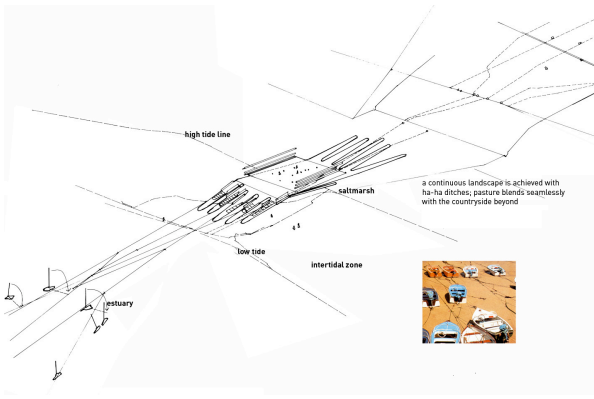 high tide line
saltmarsh
a continuous landscape is achieved with
ha-ha ditches; pasture blends seamlessly
with the countryside beyond
low tide
intertidal zone
estuary